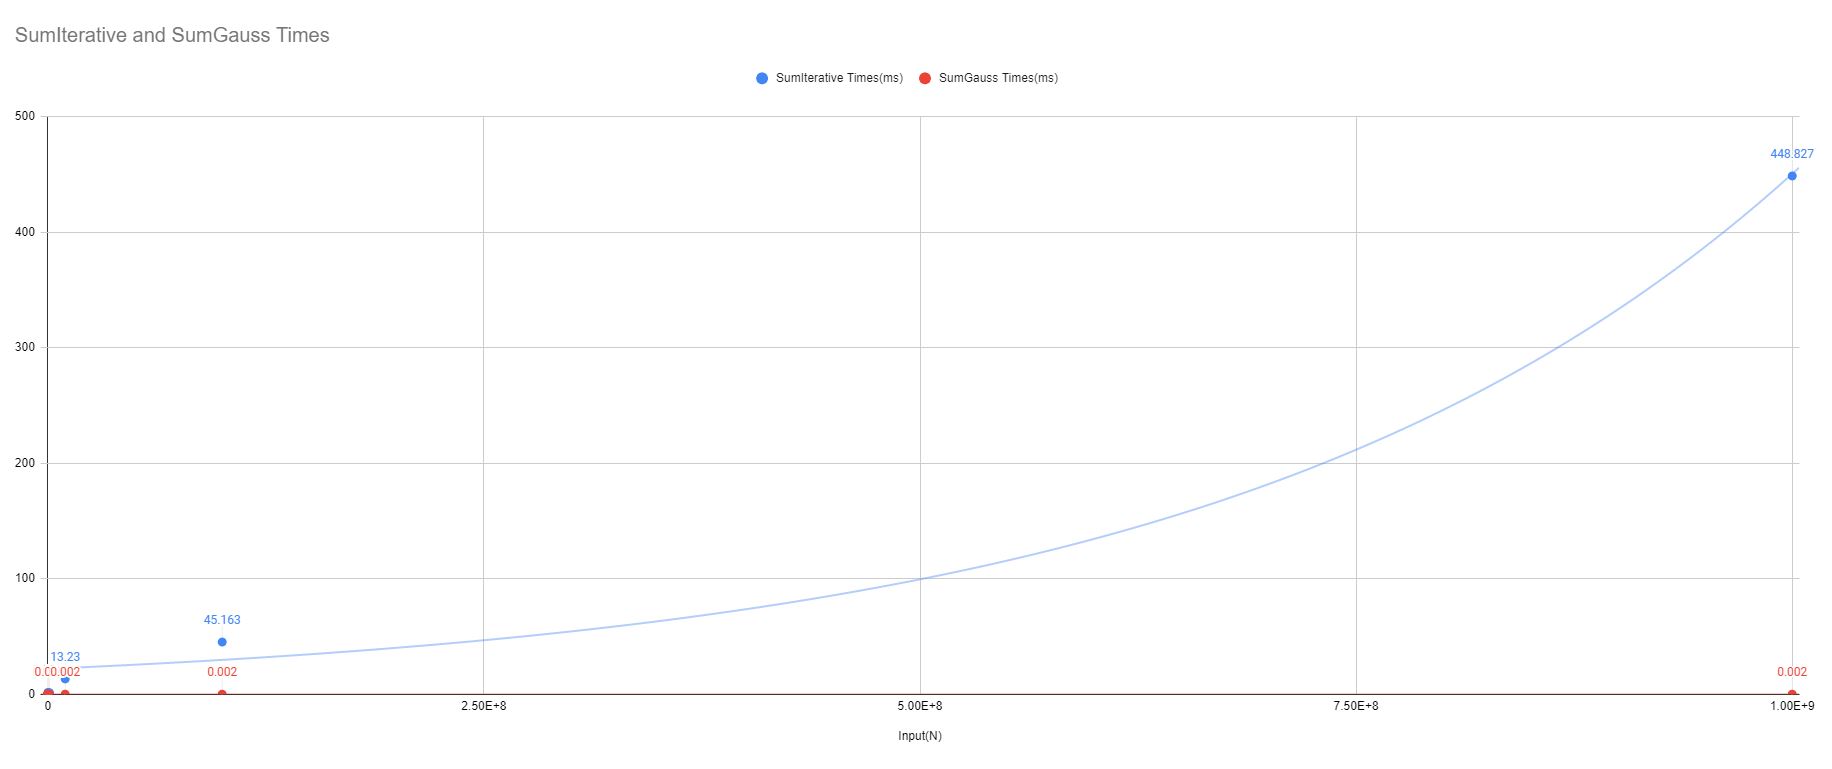 SumIterative and SumGauss Times
SumIterative Times(ms) SumGauss Times(ms)
500
448.827
400
300
200
100
45.163
13.23
0.002 0.002 0.002
0
0 2.50E+8 5.00E+8 7.50E+8 1.00E+9
Input(N)